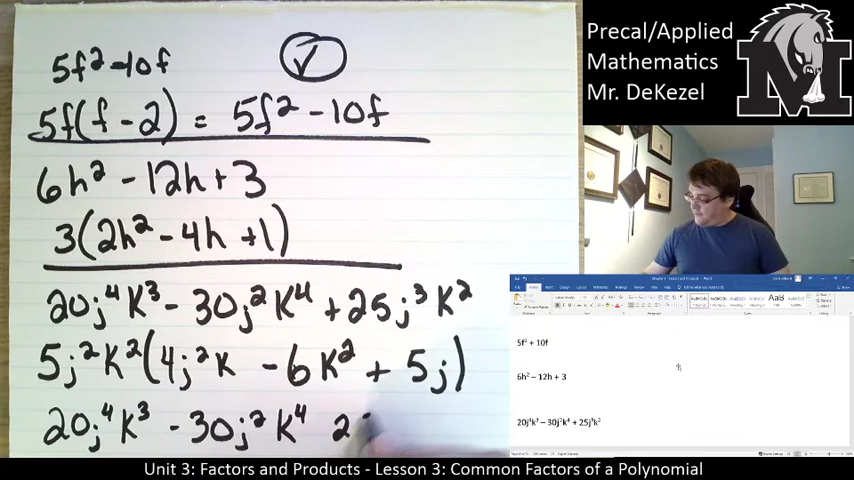 5f² - 10f ✓
5f(f - 2) = 5f² - 10f
6h² - 12h + 3
3(2h² - 4h + 1)
20j⁴k³ - 30j²k⁴ + 25j³k²
5j²k²(4j²k - 6k² + 5j)
20j⁴k³ - 30j²k⁴ 2
Precal/Applied
Mathematics
Mr. DeKezel
M
5f² + 10f
6h² – 12h + 3
20j⁴k³ – 30j²k⁴ + 25j³k²
Unit 3: Factors and Products - Lesson 3: Common Factors of a Polynomial